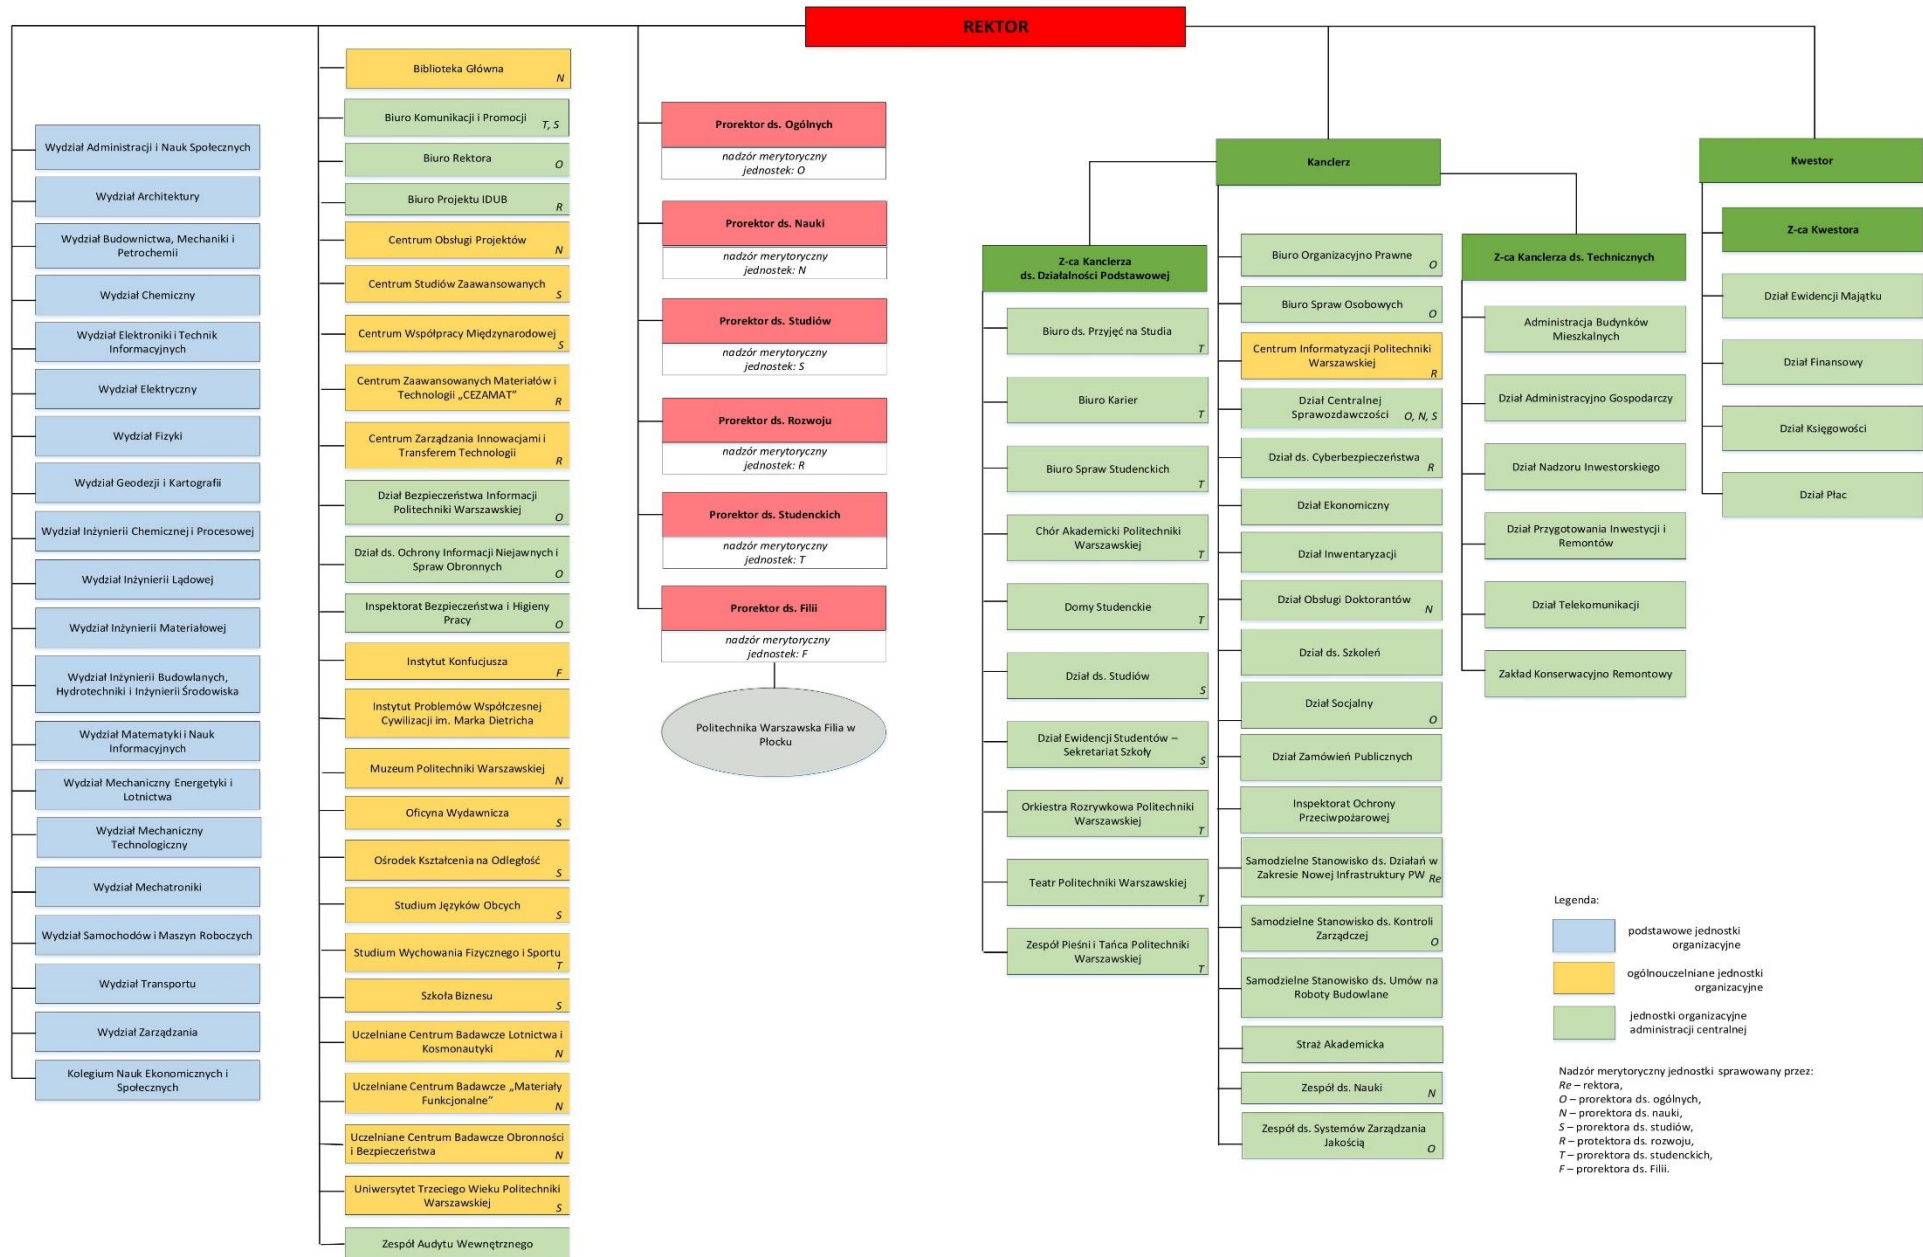 REKTOR
Wydział Administracji i Nauk Społecznych
Wydział Architektury
Wydział Budownictwa, Mechaniki i
Petrochemii
Wydział Chemiczny
Wydział Elektroniki i Technik
Informacyjnych
Wydział Elektryczny
Wydział Fizyki
Wydział Geodezji i Kartografii
Wydział Inżynierii Chemicznej i Procesowej
Wydział Inżynierii Lądowej
Wydział Inżynierii Materiałowej
Wydział Inżynierii Budowlanych,
Hydrotechniki i Inżynierii Środowiska
Wydział Matematyki i Nauk
Informacyjnych
Wydział Mechaniczny Energetyki i
Lotnictwa
Wydział Mechaniczny
Technologiczny
Wydział Mechatroniki
Wydział Samochodów i Maszyn Roboczych
Wydział Transportu
Wydział Zarządzania
Kolegium Nauk Ekonomicznych i
Społecznych
Biblioteka Główna
N
Biuro Komunikacji i Promocji
T, S
Biuro Rektora
O
Biuro Projektu IDUB
R
Centrum Obsługi Projektów
N
Centrum Studiów Zaawansowanych
S
Centrum Współpracy Międzynarodowej
S
Centrum Zaawansowanych Materiałów i
Technologii „CEZAMAT”
R
Centrum Zarządzania Innowacjami i
Transferem Technologii
R
Dział Bezpieczeństwa Informacji
Politechniki Warszawskiej
O
Dział ds. Ochrony Informacji Niejawnych i
Spraw Obronnych
O
Inspektorat Bezpieczeństwa i Higieny
Pracy
O
Instytut Konfucjusza
F
Instytut Problemów Współczesnej
Cywilizacji im. Marka Dietricha
Muzeum Politechniki Warszawskiej
N
Oficyna Wydawnicza
S
Ośrodek Kształcenia na Odległość
S
Studium Języków Obcych
S
Studium Wychowania Fizycznego i Sportu
T
Szkoła Biznesu
S
Uczelniane Centrum Badawcze Lotnictwa i
Kosmonautyki
N
Uczelniane Centrum Badawcze „Materiały
Funkcjonalne”
N
Uczelniane Centrum Badawcze Obronności
i Bezpieczeństwa
N
Uniwersytet Trzeciego Wieku Politechniki
Warszawskiej
S
Zespół Audytu Wewnętrznego
Prorektor ds. Ogólnych
nadzór merytoryczny
jednostek: O
Prorektor ds. Nauki
nadzór merytoryczny
jednostek: N
Prorektor ds. Studiów
nadzór merytoryczny
jednostek: S
Prorektor ds. Rozwoju
nadzór merytoryczny
jednostek: R
Prorektor ds. Studenckich
nadzór merytoryczny
jednostek: T
Prorektor ds. Filii
nadzór merytoryczny
jednostek: F
Politechnika Warszawska Filia w
Płocku
Kanclerz
Z-ca Kanclerza
ds. Działalności Podstawowej
Biuro ds. Przyjęć na Studia
T
Biuro Karier
T
Biuro Spraw Studenckich
T
Chór Akademicki Politechniki
Warszawskiej
T
Domy Studenckie
T
Dział ds. Studiów
S
Dział Ewidencji Studentów –
Sekretariat Szkoły
S
Orkiestra Rozrywkowa Politechniki
Warszawskiej
T
Teatr Politechniki Warszawskiej
T
Zespół Pieśni i Tańca Politechniki
Warszawskiej
T
Biuro Organizacyjno Prawne
O
Biuro Spraw Osobowych
O
Centrum Informatyzacji Politechniki
Warszawskiej
R
Dział Centralnej
Sprawozdawczości O, N, S
Dział ds. Cyberbezpieczeństwa
R
Dział Ekonomiczny
Dział Inwentaryzacji
Dział Obsługi Doktorantów
N
Dział ds. Szkoleń
Dział Socjalny
O
Dział Zamówień Publicznych
Inspektorat Ochrony
Przeciwpożarowej
Samodzielne Stanowisko ds. Działań w
Zakresie Nowej Infrastruktury PW Re
Samodzielne Stanowisko ds. Kontroli
Zarządczej
O
Samodzielne Stanowisko ds. Umów na
Roboty Budowlane
Straż Akademicka
Zespół ds. Nauki
N
Zespół ds. Systemów Zarządzania
Jakością
O
Z-ca Kanclerza ds. Technicznych
Administracja Budynków
Mieszkalnych
Dział Administracyjno Gospodarczy
Dział Nadzoru Inwestorskiego
Dział Przygotowania Inwestycji i
Remontów
Dział Telekomunikacji
Zakład Konserwacyjno Remontowy
Kwestor
Z-ca Kwestora
Dział Ewidencji Majątku
Dział Finansowy
Dział Księgowości
Dział Płac
Legenda:
podstawowe jednostki
organizacyjne
ogólnouczelniane jednostki
organizacyjne
jednostki organizacyjne
administracji centralnej
Nadzór merytoryczny jednostki sprawowany przez:
Re – rektora,
O – prorektora ds. ogólnych,
N – prorektora ds. nauki,
S – prorektora ds. studiów,
R – protektora ds. rozwoju,
T – prorektora ds. studenckich,
F – prorektora ds. Filii.